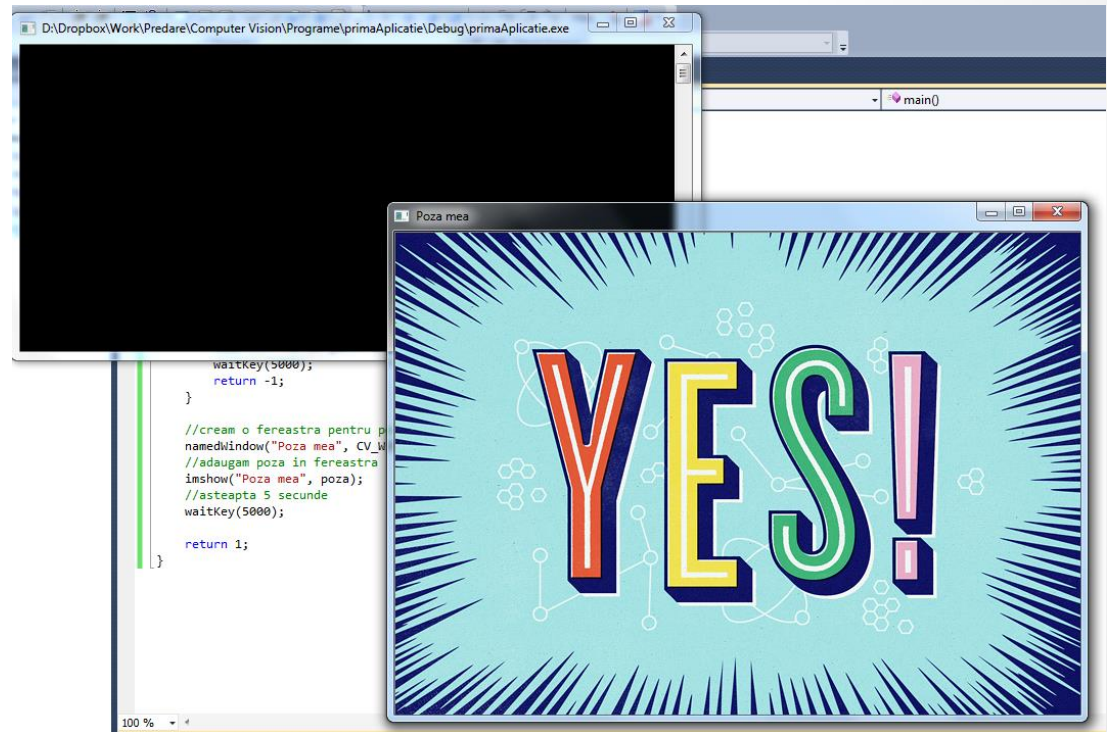 D:\Dropbox\Work\Predare\Computer Vision\Programe\primaAplicatie\Debug\primaAplicatie.exe
main()
Poza mea
YES!
waitKey(5000);
return -1;
}
//cream o fereastra pentru
namedWindow("Poza mea",
//adaugam poza in fereastra
imshow("Poza mea", poza);
//asteapta 5 secunde
waitKey(5000);
return 1;
}
100 %